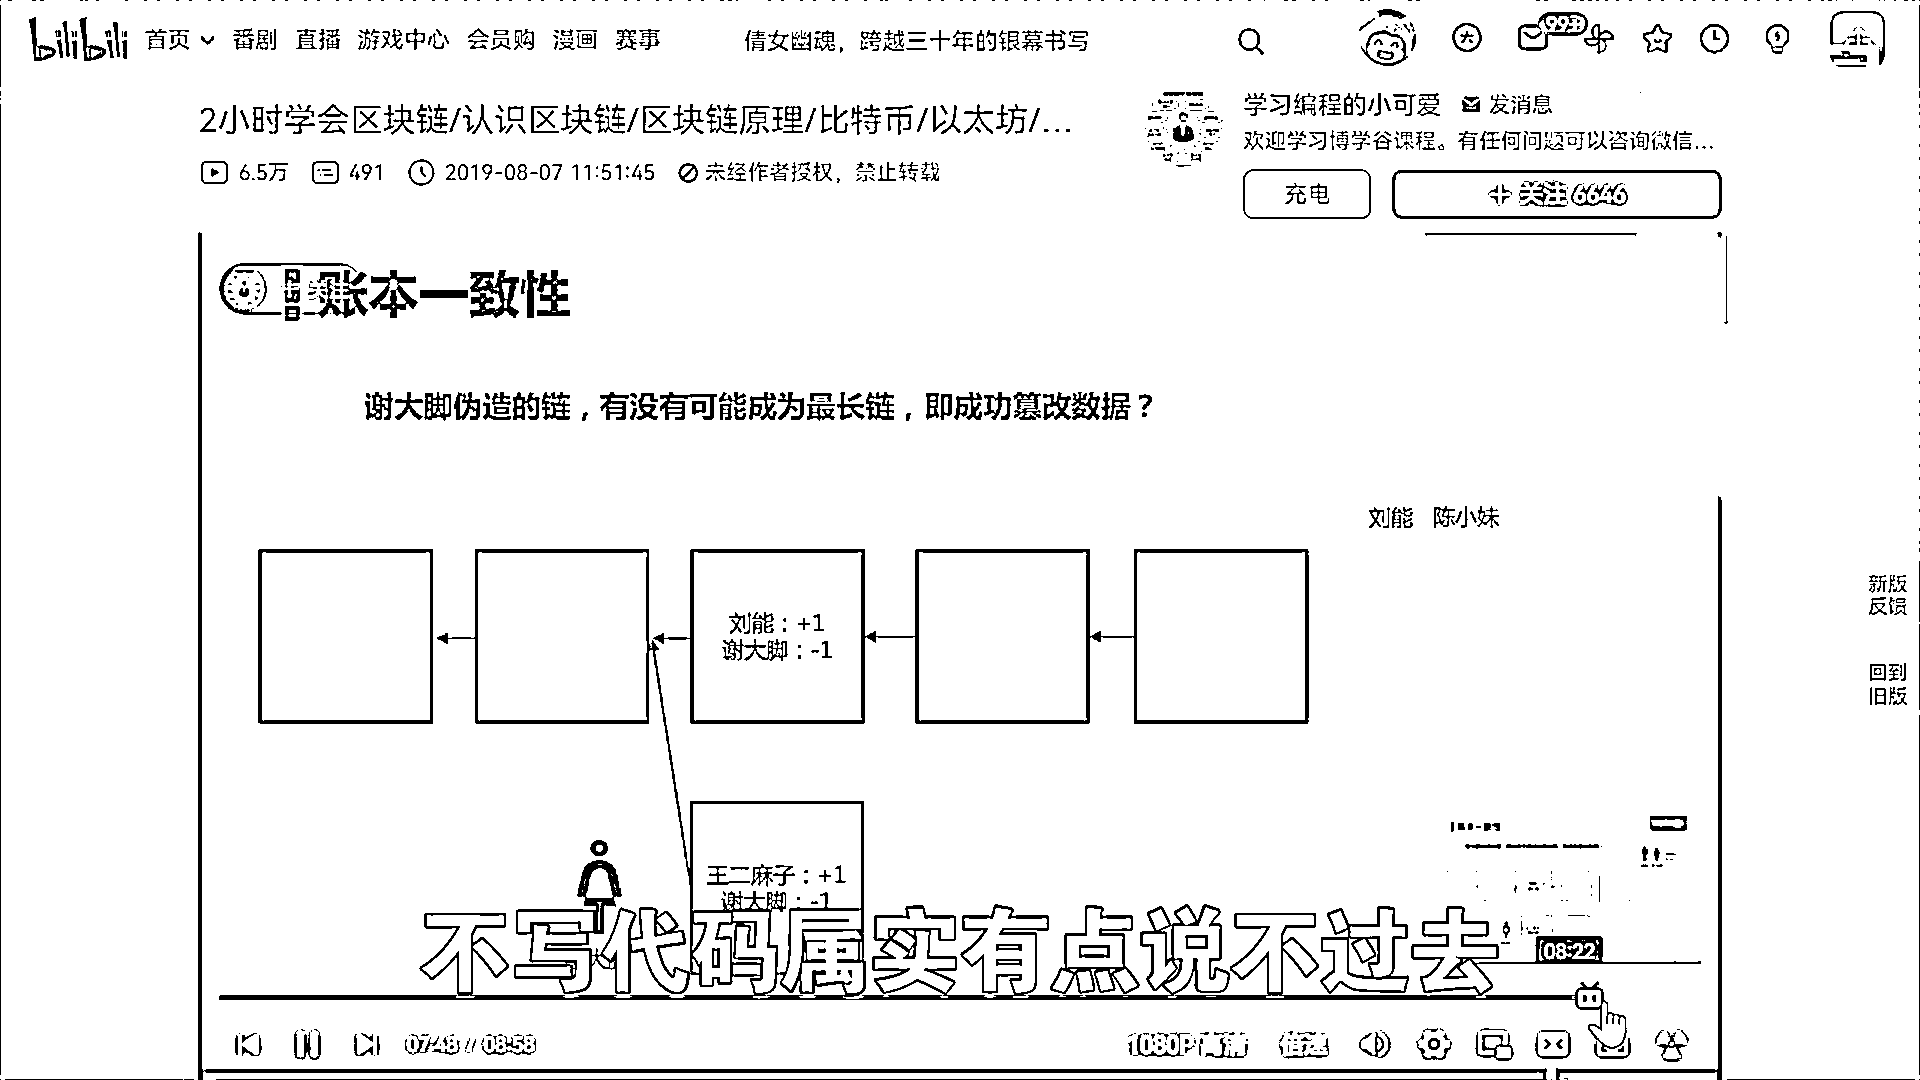 bilibili 首页 番剧 直播 游戏中心 会员购 漫画 赛事 倩女幽魂，跨越三十年的银幕书写
993
2小时学会区块链/认识区块链/区块链原理/比特币/以太坊/...
6.5万 491 2019-08-07 11:51:45 未经作者授权，禁止转载
学习编程的小可爱 发消息
欢迎学习博学谷课程。有任何问题可以咨询微信...
充电 关注 6646
账本一致性
谢大脚伪造的链，有没有可能成为最长链，即成功篡改数据？
刘能 陈小妹
刘能：+1
谢大脚：-1
新版
反馈
回到
旧版
王二麻子：+1
谢大脚：-1
不写代码属实有点说不过去
08:22
07:48 / 08:58 1080P 高清 倍速